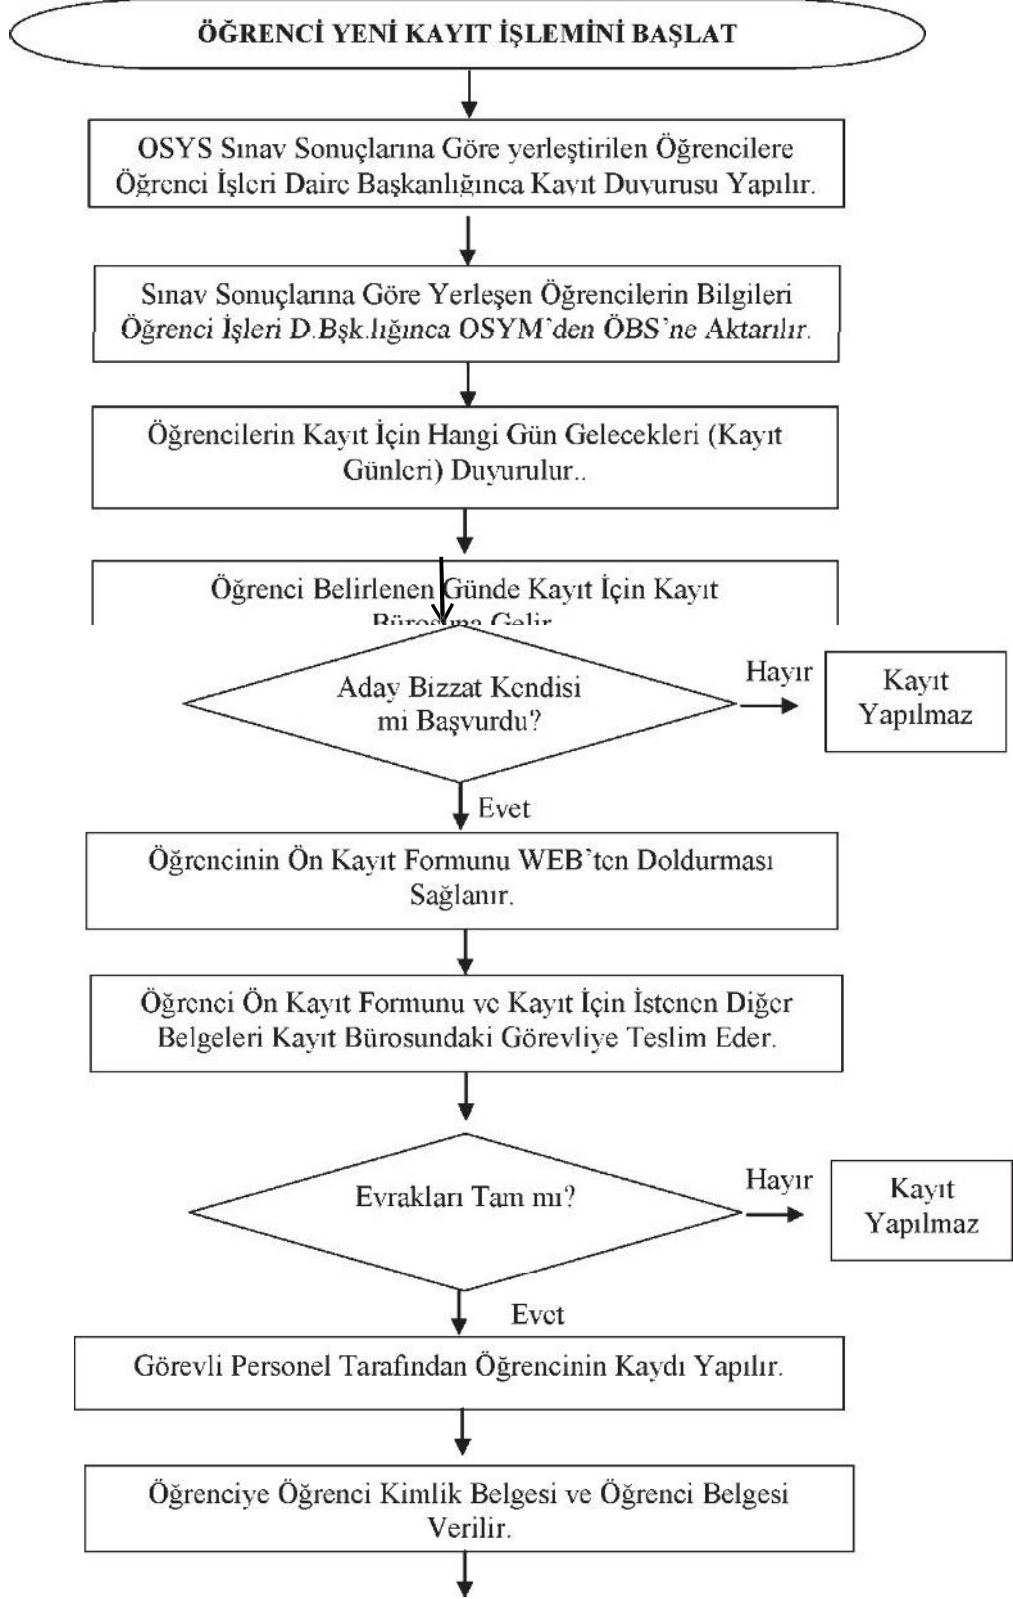 ÖĞRENCİ YENİ KAYIT İŞLEMİNİ BAŞLAT
OSYS Sınav Sonuçlarına Göre yerleştirilen Öğrencilere
Öğrenci İşleri Daire Başkanlığınca Kayıt Duyurusu Yapılır.
Sınav Sonuçlarına Göre Yerleşen Öğrencilerin Bilgileri
Öğrenci İşleri D.Bşk.lığınca OSYM'den ÖBS'ne Aktarılır.
Öğrencilerin Kayıt İçin Hangi Gün Gelecekleri (Kayıt
Günleri) Duyurulur..
Öğrenci Belirlenen Günde Kayıt İçin Kayıt
Bürosuna Gelir
Aday Bizzat Kendisi
mi Başvurdu?
Hayır
Kayıt
Yapılmaz
Evet
Öğrencinin Ön Kayıt Formunu WEB'ten Doldurması
Sağlanır.
Öğrenci Ön Kayıt Formunu ve Kayıt İçin İstenen Diğer
Belgeleri Kayıt Bürosundaki Görevliye Teslim Eder.
Evrakları Tam mı?
Hayır
Kayıt
Yapılmaz
Evet
Görevli Personel Tarafından Öğrencinin Kaydı Yapılır.
Öğrenciye Öğrenci Kimlik Belgesi ve Öğrenci Belgesi
Verilir.